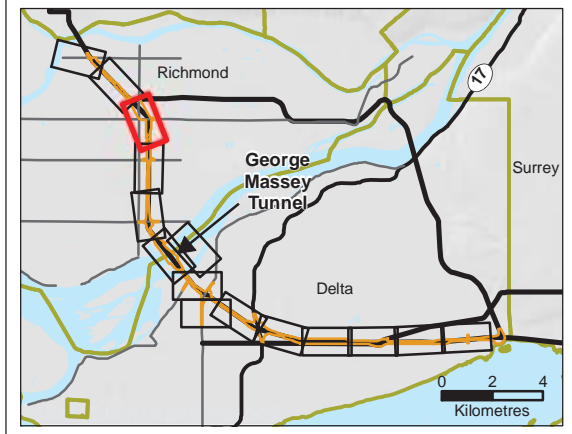 Richmond
17
George
Massey
Tunnel
Surrey
Delta
0 2 4
Kilometres